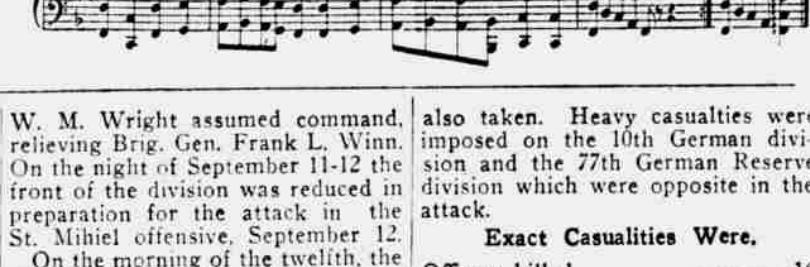 W. M. Wright assumed command,
relieving Brig. Gen. Frank L. Winn.
On the night of September 11-12 the
front of the division was reduced in
preparation for the attack in the
St. Mihiel offensive, September 12.
On the morning of the twelfth, the
also taken. Heavy casualties were
imposed on the 10th German divi-
sion and the 77th German Reserve
division which were opposite in the
attack.
Exact Casualities Were.